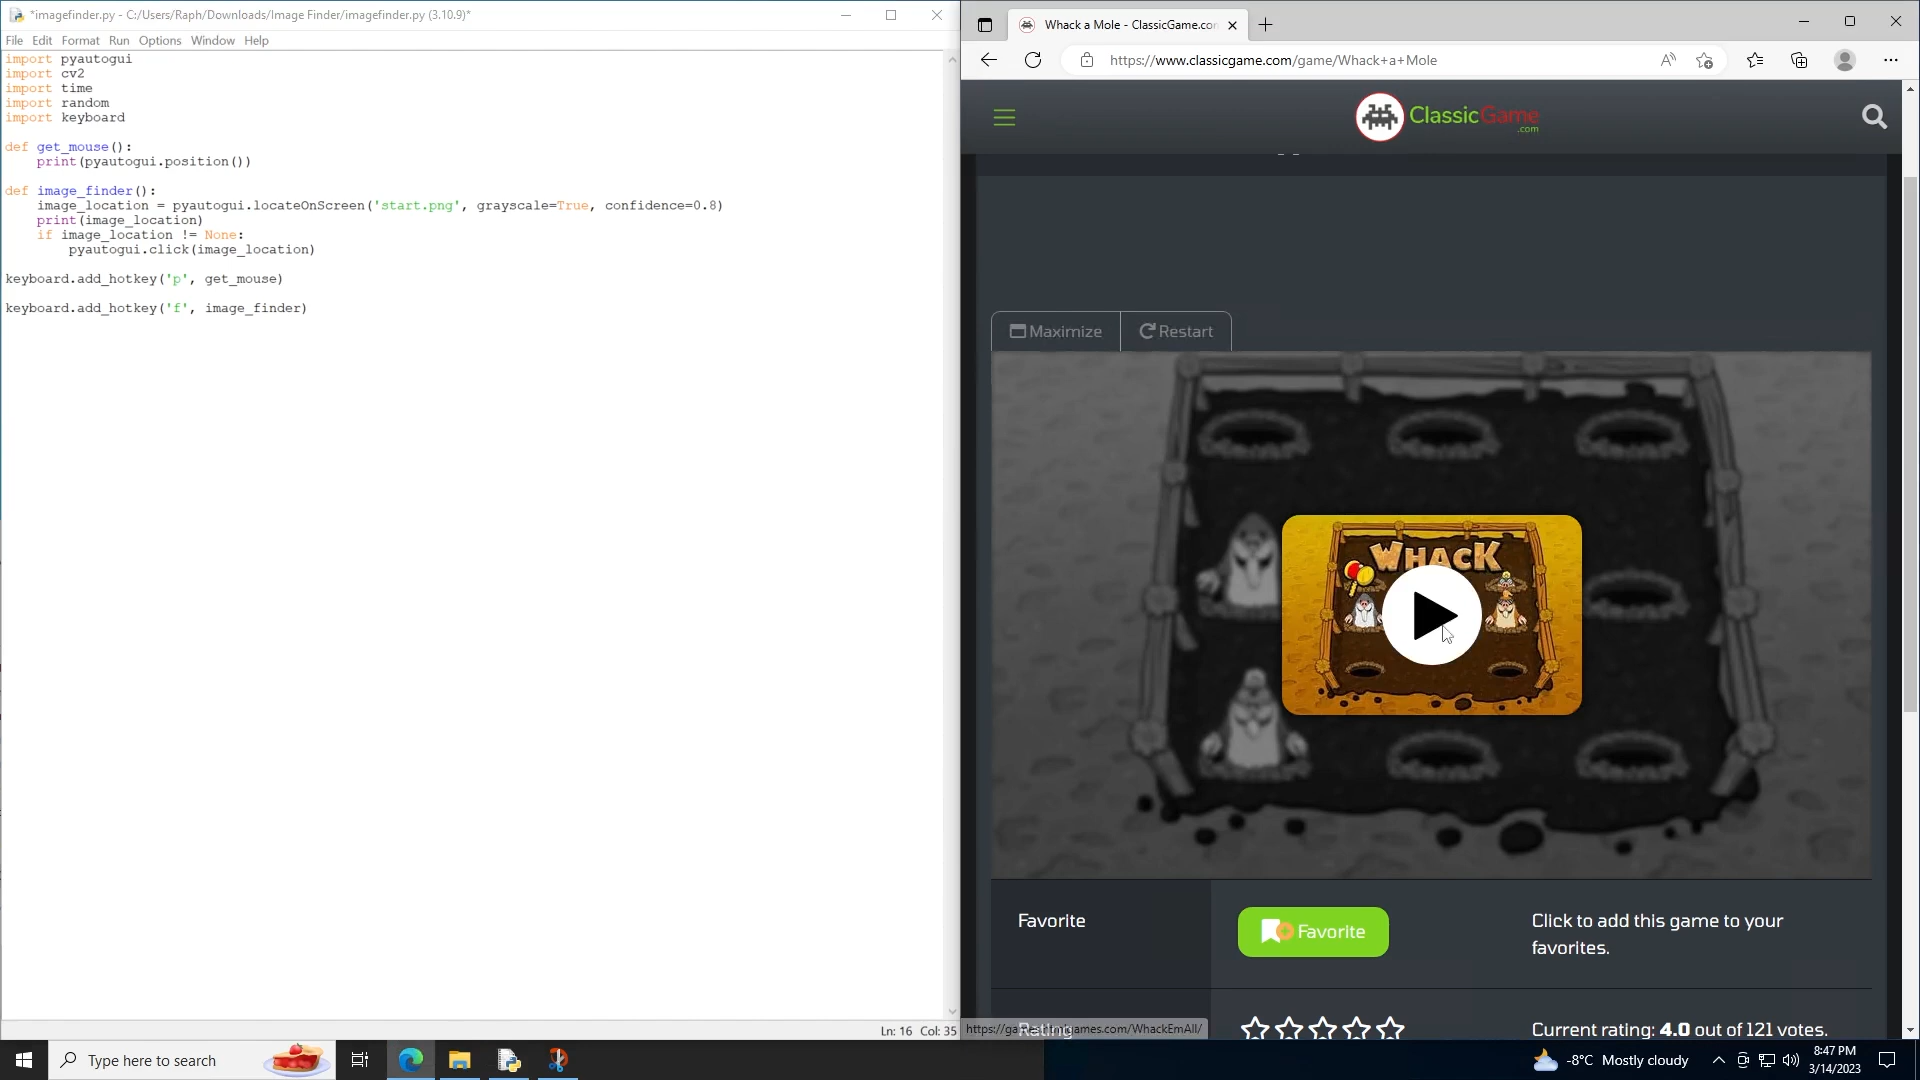 *imagefinder.py - C:/Users/Raph/Downloads/Image Finder/imagefinder.py (3.10.9)*
File Edit Format Run Options Window Help
import pyautogui
import cv2
import time
import random
import keyboard
def get_mouse():
    print(pyautogui.position())
def image_finder():
    image_location = pyautogui.locateOnScreen('start.png', grayscale=True, confidence=0.8)
    print(image_location)
    if image_location != None:
        pyautogui.click(image_location)
keyboard.add_hotkey('p', get_mouse)
keyboard.add_hotkey('f', image_finder)
Ln: 16 Col: 35
Whack a Mole - ClassicGame.co
https://www.classicgame.com/game/Whack+a+Mole
ClassicGame
.com
Maximize
Restart
WHACK
Favorite
Favorite
Click to add this game to your
favorites.
Rating
Current rating: 4.0 out of 121 votes.
Type here to search
-8°C Mostly cloudy
8:47 PM
3/14/2023